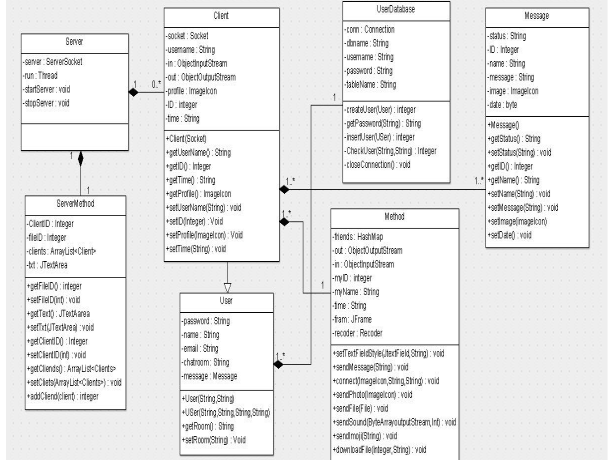 Server
-server : ServerSocket
-run : Thread
-startServer : void
-stopServer : void
1
0..*
1
1
ServerMethod
-ClientID : Integer
-fileID : Integer
-clients : ArrayList<Client>
-txt : JTextArea
+getFileID() : Integer
+setFileID(int) : void
+getText() : JTextAarea
+setTxt(JTextArea) : void
+getClientID() : Integer
+setClientID(int) : void
+getCliends() : ArrayList<Clients>
+setCliets(ArrayList<Clients>) : void
+addCliend(client) : integer
Client
-socket : Socket
-username : String
-in : ObjectInputStream
-out : ObjectOutputStream
-profile : ImageIcon
-ID : integer
-time : String
+Client(Socket)
+getUserName() : String
+getID() : Integer
+getTime() : String
+getProfile() : ImageIcon
+setUserName(String) : void
+setID(Integer) : Void
+setProfile(ImageIcon) : Void
+setTime(String) : void
1..*
1..*
1..*
1
User
-password : String
-name : String
-email : String
-chatroom : String
-message : Message
+User(String,String)
+USer(String,String,String,String)
+getRoom() : String
+setRoom(String) : Void
1..*
1
UserDatabase
-conn : Connection
-dbname : String
-username : String
-password : String
-tableName : String
-createUser(User) : integer
-getPassword(String) : String
-insertUser(USer) : integer
-CheckUser(String,String) : Integer
-closeConnection() : void
Method
-friends : HashMap
-out : ObjectOutputStream
-in : ObjectInputStream
-myID : integer
-myName : String
-time : String
-fram : JFrame
-recoder : Recoder
+setTextFieldStyle(JtextField,String) : void
+sendMessage(String) : void
+connect(ImageIcon,String,String) : void
+sendPhoto(ImageIcon) : void
+sendFile(File) : void
+sendSound(ByteArrayoutputStream,Int) : void
+sendImoji(String) : void
+downloadFile(integer,String) : void
Message
-status : String
-ID : Integer
-name : String
-message : String
-image : ImageIcon
-date : byte
+Message()
+getStatus() : String
+setStatus(String) : void
+getID() : Integer
+getName() : String
+setName(String) : void
+setMessage(String) : void
+setImage(ImageIcon)
+setDate() : void